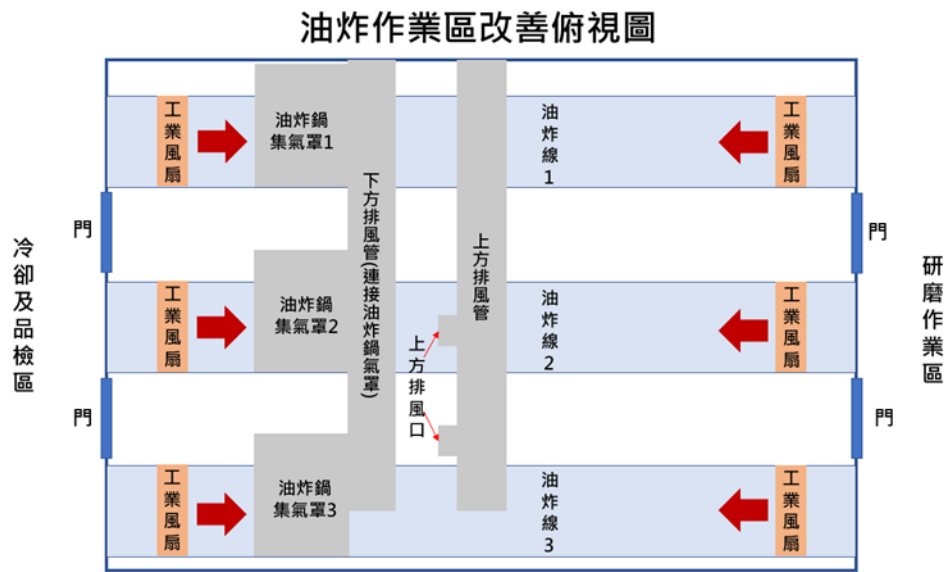 油炸作業區改善俯視圖
工業風扇
油炸鍋
集氣罩1
油炸線1
工業風扇
下方排風管(連接油炸鍋氣罩)
上方排風管
門
門
冷卻及品檢區
研磨作業區
工業風扇
油炸鍋
集氣罩2
油炸線2
工業風扇
上方排風口
門
門
工業風扇
油炸鍋
集氣罩3
油炸線3
工業風扇